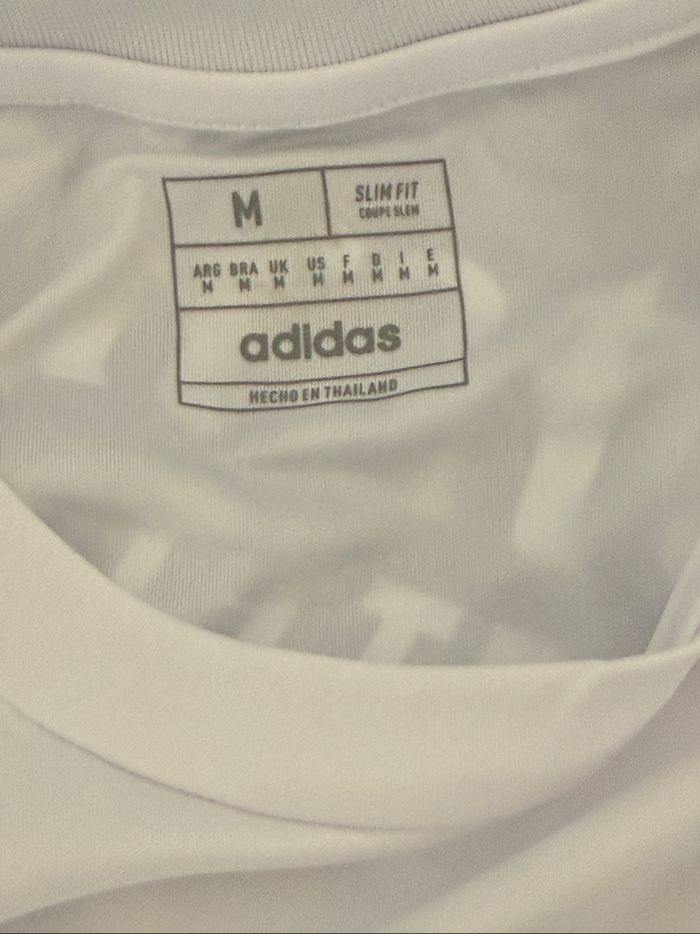 M
SLIM FIT
COUPE SLIM
ARG BRA UK US F D I E
M M M M M M M M
adidas
HECHO EN THAILAND